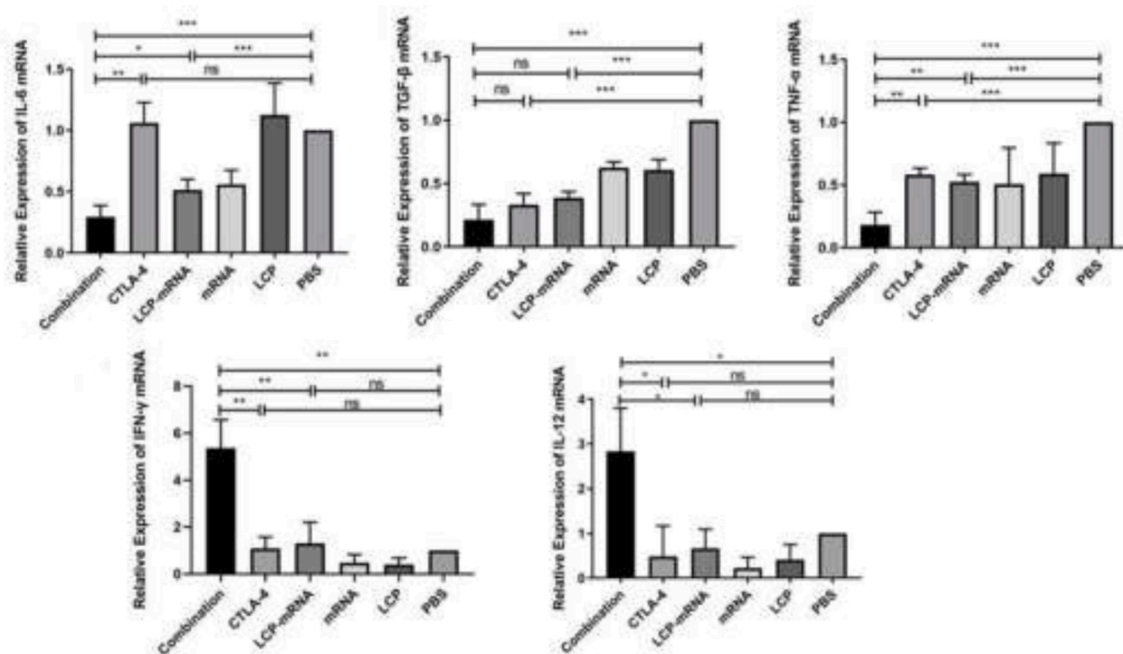 Relative Expression of IL-6 mRNA
***
* ***
** ns
1.5
1.0
0.5
0.0
Combination
CTLA-4
LCP-mRNA
mRNA
LCP
PBS
Relative Expression of TGF-β mRNA
***
ns ***
ns ***
1.5
1.0
0.5
0.0
Combination
CTLA-4
LCP-mRNA
mRNA
LCP
PBS
Relative Expression of TNF-α mRNA
***
** ***
** ***
1.5
1.0
0.5
0.0
Combination
CTLA-4
LCP-mRNA
mRNA
LCP
PBS
Relative Expression of IFN-γ mRNA
**
** ns
** ns
8
6
4
2
0
Combination
CTLA-4
LCP-mRNA
mRNA
LCP
PBS
Relative Expression of IL-12 mRNA
*
* ns
* ns
4
3
2
1
0
Combination
CTLA-4
LCP-mRNA
mRNA
LCP
PBS